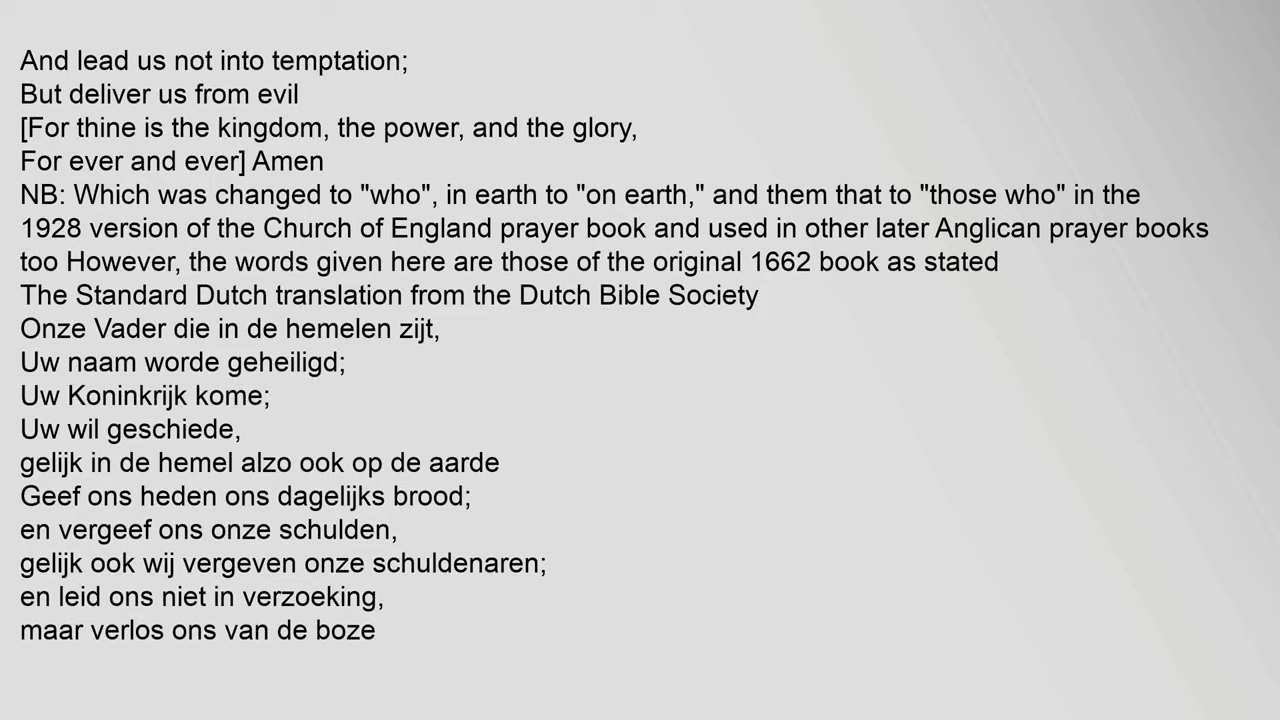 And lead us not into temptation;
But deliver us from evil
[For thine is the kingdom, the power, and the glory,
For ever and ever] Amen
NB: Which was changed to "who", in earth to "on earth," and them that to "those who" in the
1928 version of the Church of England prayer book and used in other later Anglican prayer books
too However, the words given here are those of the original 1662 book as stated
The Standard Dutch translation from the Dutch Bible Society
Onze Vader die in de hemelen zijt,
Uw naam worde geheiligd;
Uw Koninkrijk kome;
Uw wil geschiede,
gelijk in de hemel alzo ook op de aarde
Geef ons heden ons dagelijks brood;
en vergeef ons onze schulden,
gelijk ook wij vergeven onze schuldenaren;
en leid ons niet in verzoeking,
maar verlos ons van de boze